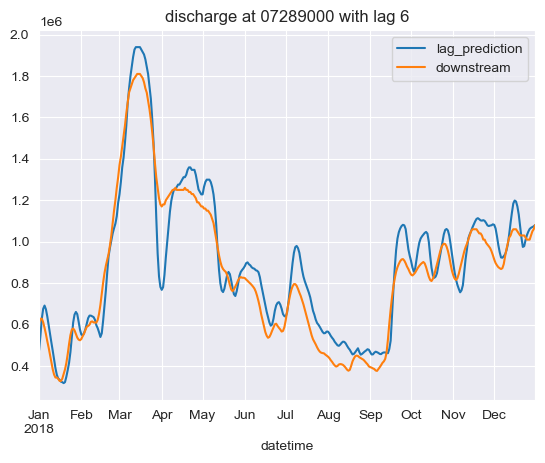 discharge at 07289000 with lag 6
1e6
2.0
1.8
1.6
1.4
1.2
1.0
0.8
0.6
0.4
lag_prediction
downstream
Jan Feb Mar Apr May Jun Jul Aug Sep Oct Nov Dec
2018
datetime